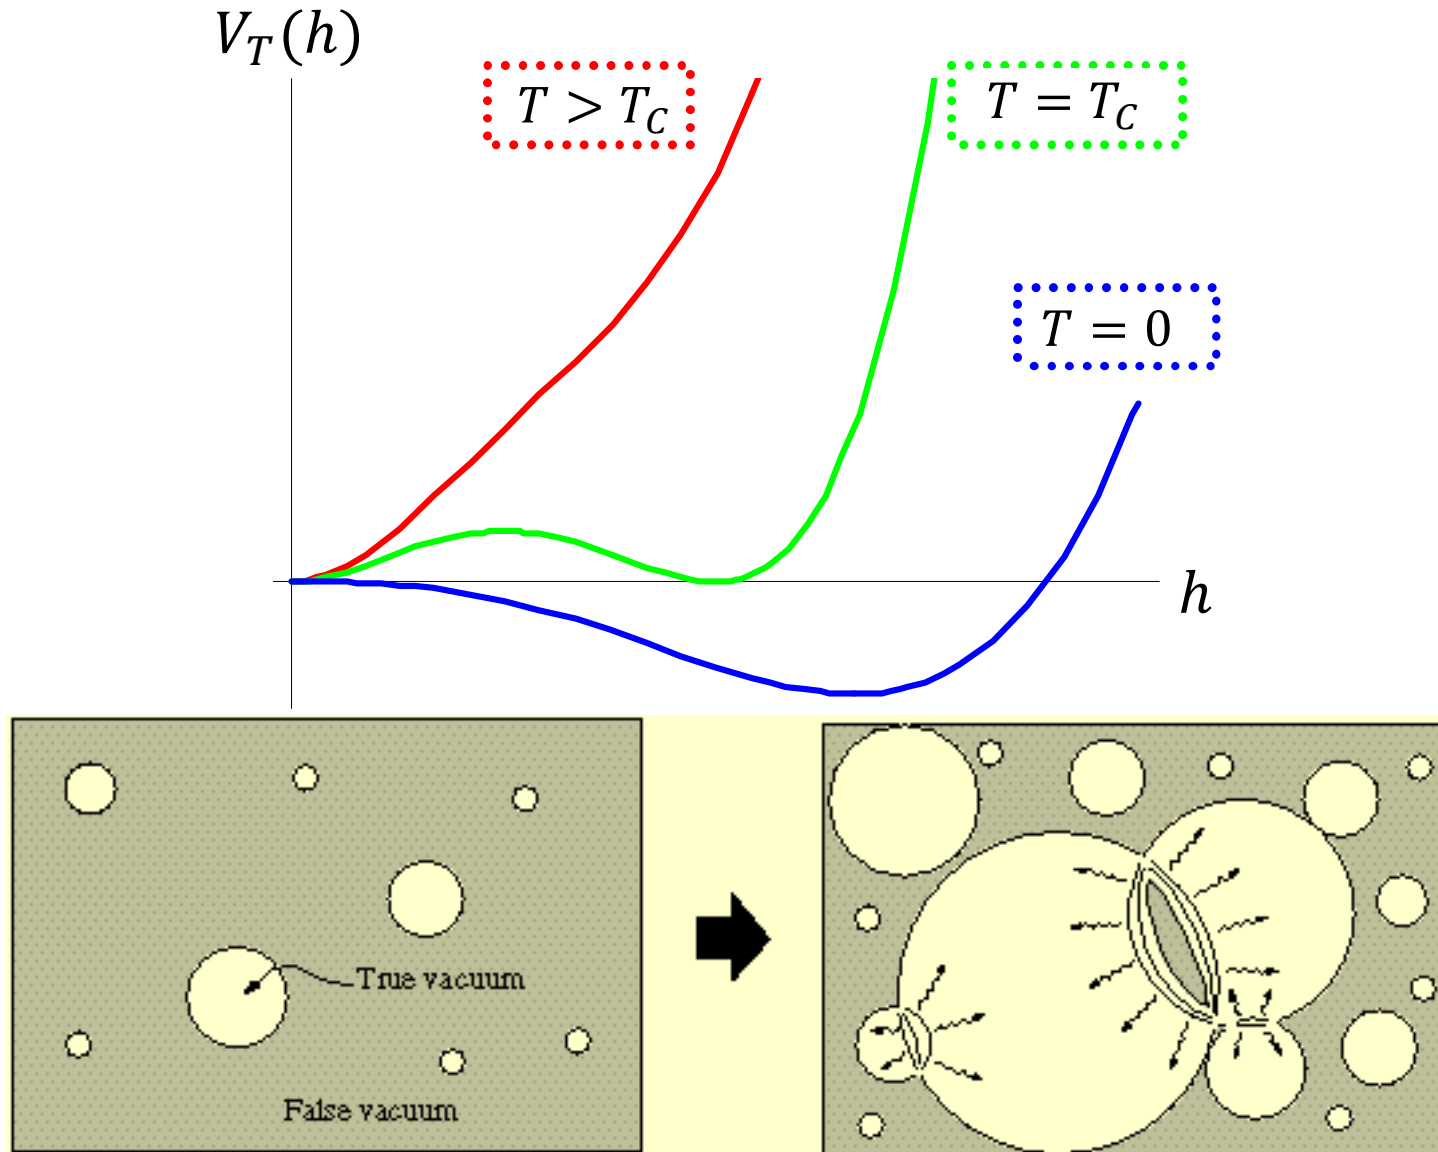 V_T(h)
T > T_C
T = T_C
T = 0
h
True vacuum
False vacuum